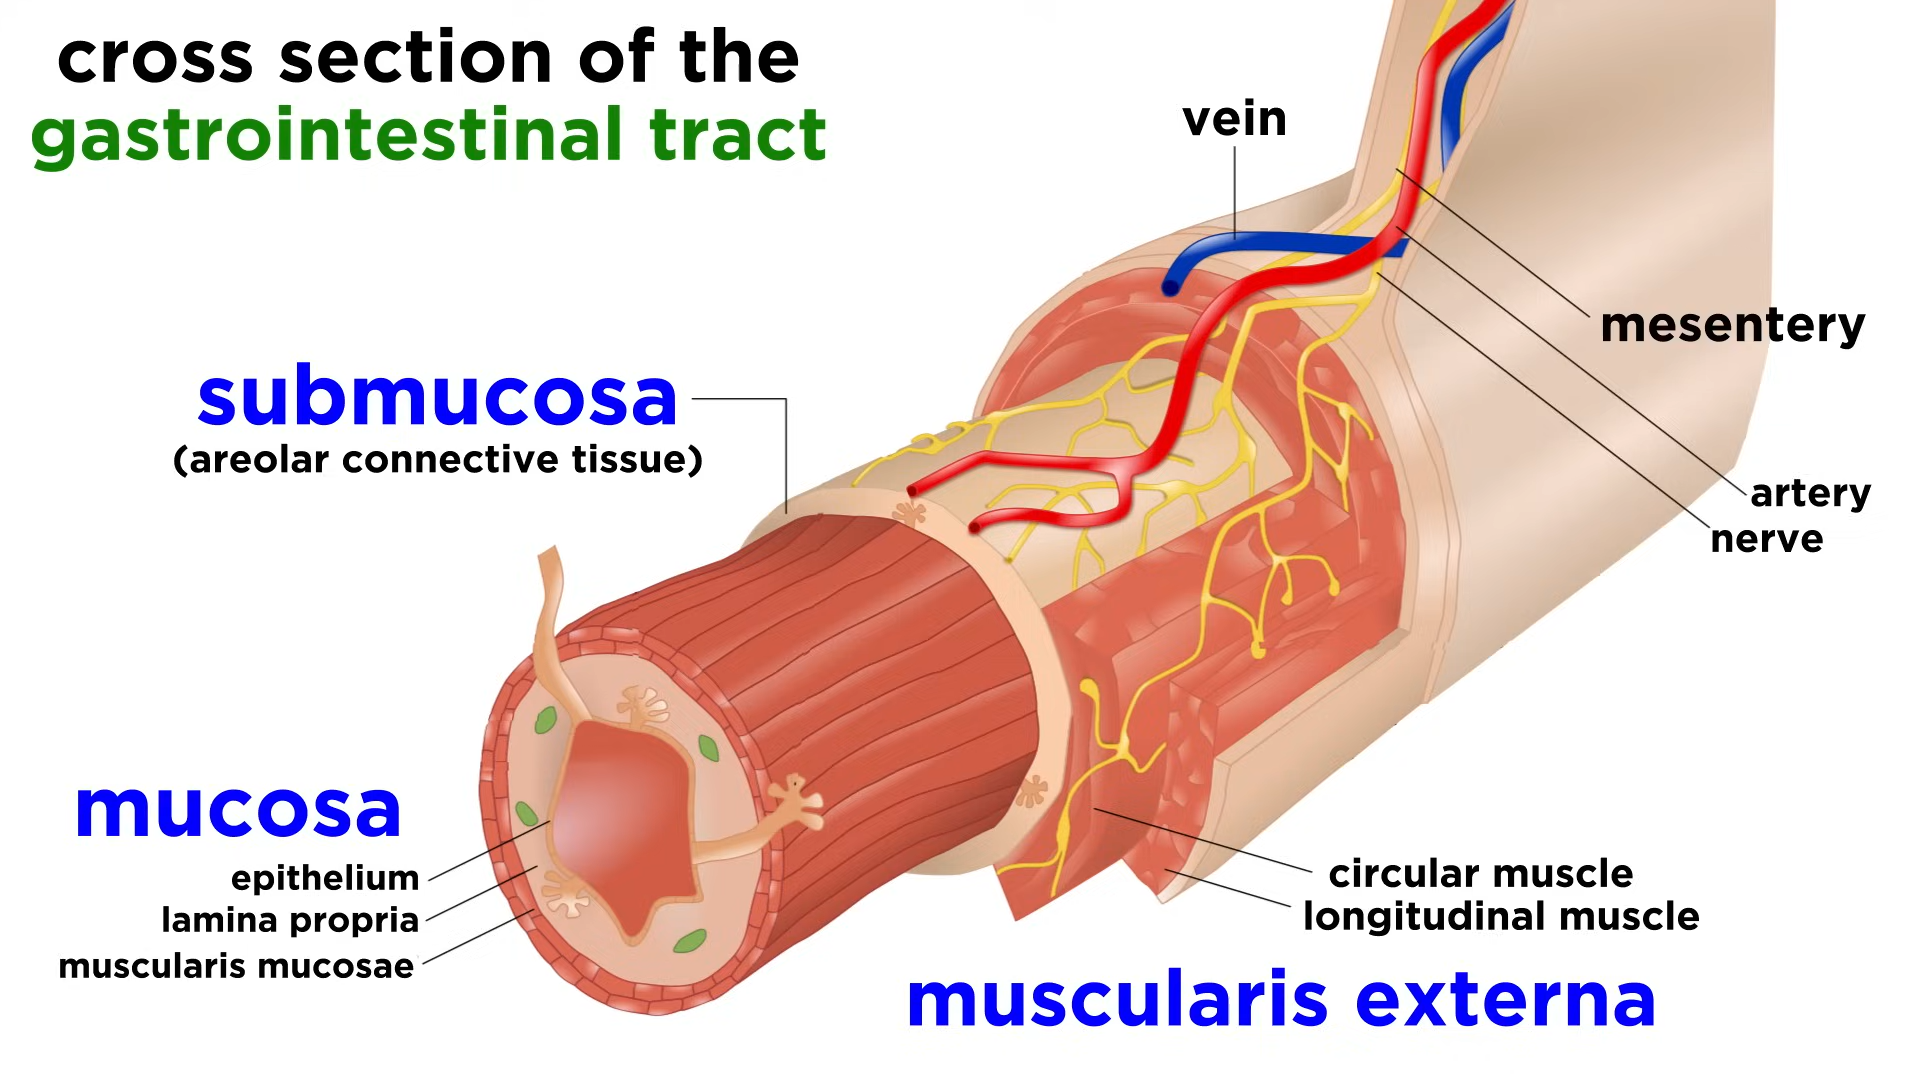 cross section of the
gastrointestinal tract
vein
mesentery
submucosa
(areolar connective tissue)
artery
nerve
mucosa
epithelium
lamina propria
muscularis mucosae
circular muscle
longitudinal muscle
muscularis externa